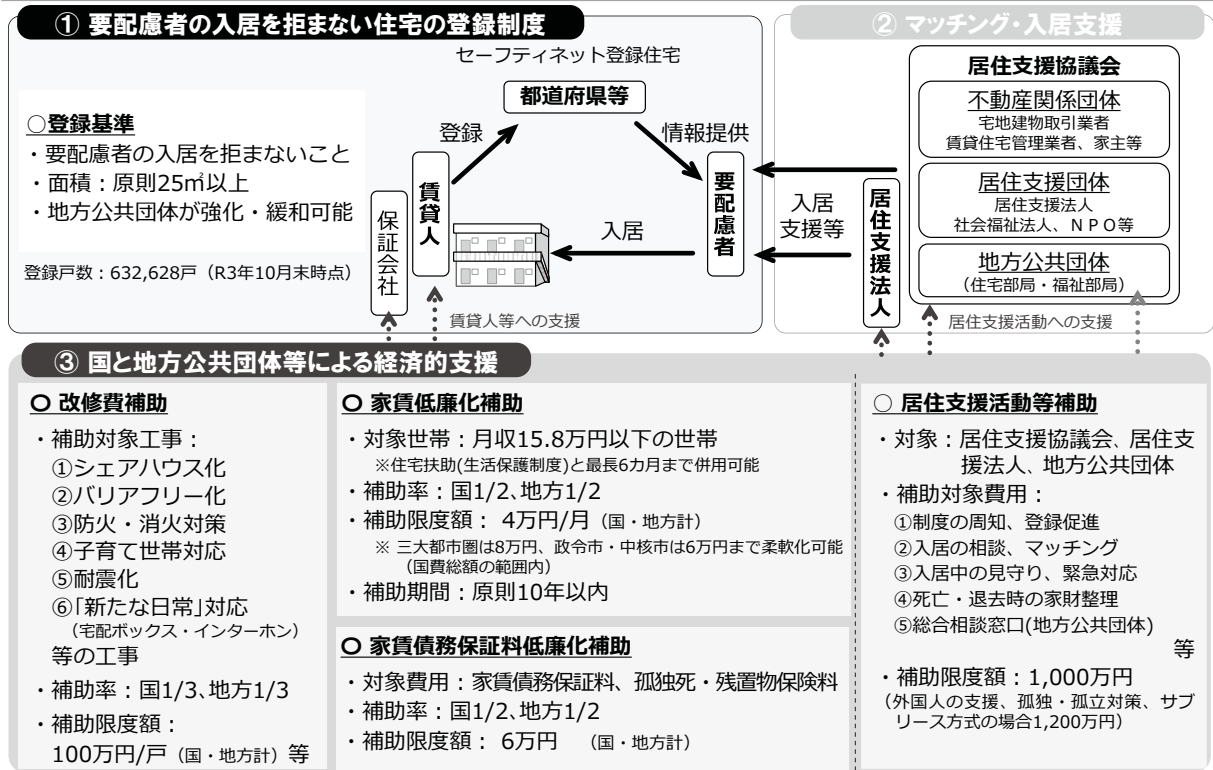 ① 要配慮者の入居を拒まない住宅の登録制度
セーフティネット登録住宅
都道府県等
○登録基準
・要配慮者の入居を拒まないこと
・面積：原則25㎡以上
・地方公共団体が強化・緩和可能
登録戸数：632,628戸（R3年10月末時点）
登録
情報提供
保証会社
賃貸人
入居
要配慮者
賃貸人等への支援
② マッチング・入居支援
入居
支援等
居住支援法人
居住支援協議会
不動産関係団体
宅地建物取引業者
賃貸住宅管理業者、家主等
居住支援団体
居住支援法人
社会福祉法人、ＮＰＯ等
地方公共団体
（住宅部局・福祉部局）
居住支援活動への支援
③ 国と地方公共団体等による経済的支援
○ 改修費補助
・補助対象工事：
①シェアハウス化
②バリアフリー化
③防火・消火対策
④子育て世帯対応
⑤耐震化
⑥「新たな日常」対応
（宅配ボックス・インターホン）
等の工事
・補助率：国1/3、地方1/3
・補助限度額：
100万円/戸（国・地方計）等
○ 家賃低廉化補助
・対象世帯：月収15.8万円以下の世帯
※住宅扶助(生活保護制度)と最長6カ月まで併用可能
・補助率：国1/2、地方1/2
・補助限度額： 4万円/月（国・地方計）
※ 三大都市圏は8万円、政令市・中核市は6万円まで柔軟化可能
（国費総額の範囲内）
・補助期間：原則10年以内
○ 家賃債務保証料低廉化補助
・対象費用：家賃債務保証料、孤独死・残置物保険料
・補助率：国1/2、地方1/2
・補助限度額： 6万円 （国・地方計）
○ 居住支援活動等補助
・対象：居住支援協議会、居住支
援法人、地方公共団体
・補助対象費用：
①制度の周知、登録促進
②入居の相談、マッチング
③入居中の見守り、緊急対応
④死亡・退去時の家財整理
⑤総合相談窓口(地方公共団体)
等
・補助限度額：1,000万円
（外国人の支援、孤独・孤立対策、サブ
リース方式の場合1,200万円）